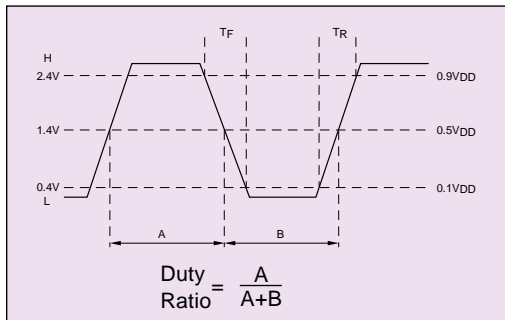 TF TR
H
2.4V 0.9VDD
1.4V 0.5VDD
0.4V 0.1VDD
L
A B
Duty Ratio = A / A+B